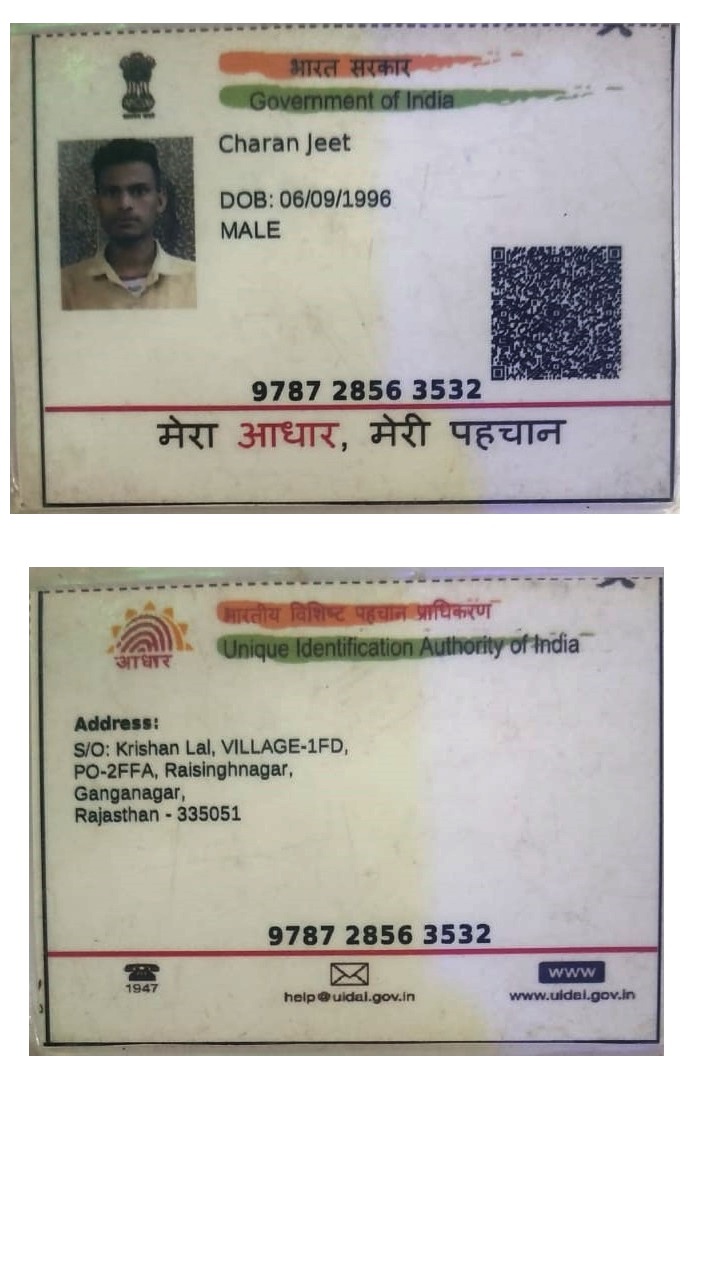 भारत सरकार
Government of India
Charan Jeet
DOB: 06/09/1996
MALE
9787 2856 3532
मेरा आधार, मेरी पहचान
भारतीय विशिष्ट पहचान प्राधिकरण
Unique Identification Authority of India
आधार
Address:
S/O: Krishan Lal, VILLAGE-1FD,
PO-2FFA, Raisinghnagar,
Ganganagar,
Rajasthan - 335051
9787 2856 3532
1947
help@uidai.gov.in
WWW
www.uidai.gov.in